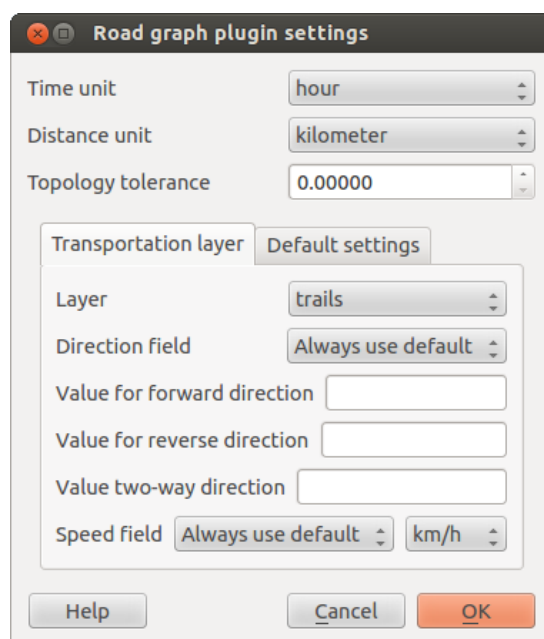 Road graph plugin settings
Time unit hour
Distance unit kilometer
Topology tolerance 0.00000
Transportation layer Default settings
Layer trails
Direction field Always use default
Value for forward direction
Value for reverse direction
Value two-way direction
Speed field Always use default km/h
Help Cancel OK